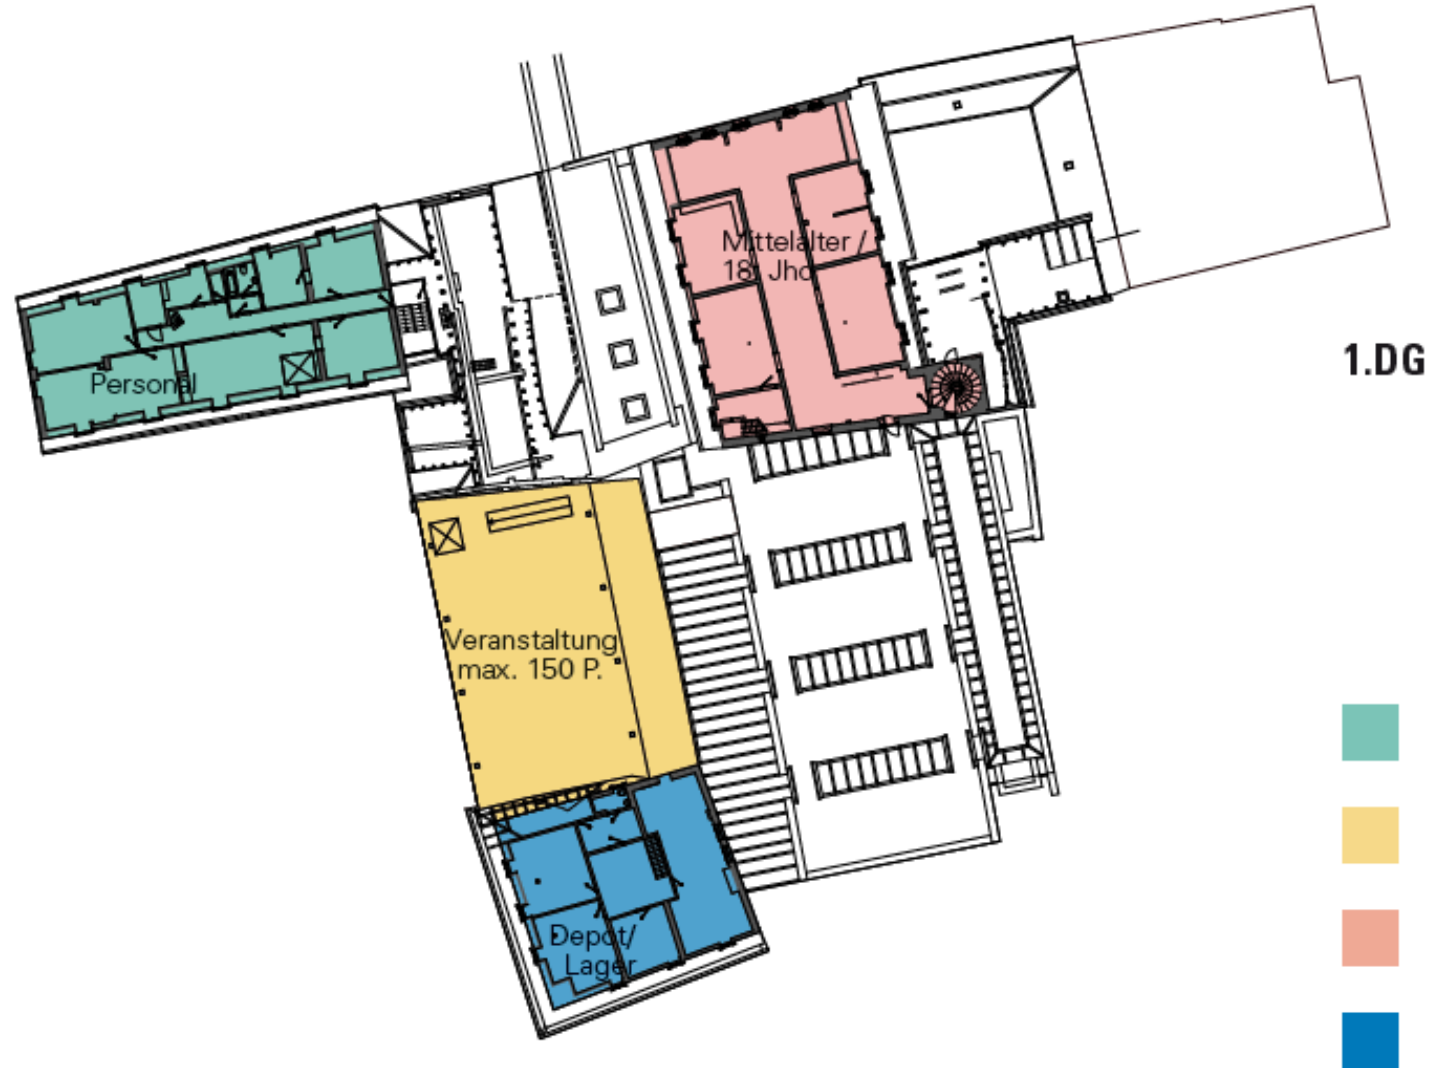 Mittelalter /
18. Jhd
1.DG
Personal
Veranstaltung
max. 150 P.
Depot/
Lager